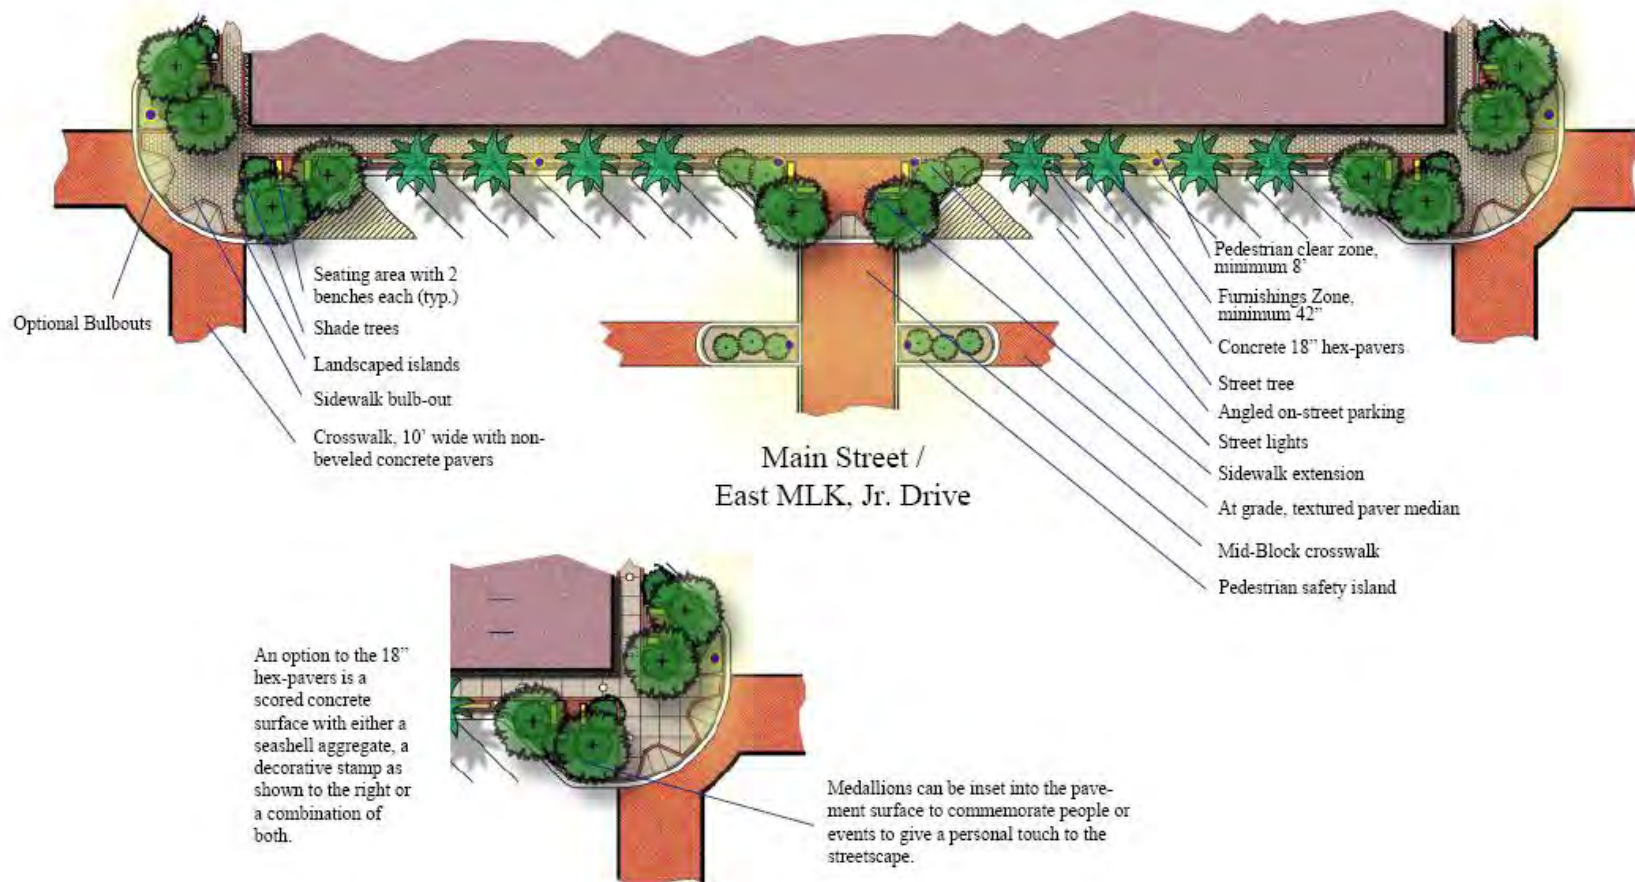 Seating area with 2
benches each (typ.)
Optional Bulbouts
Shade trees
Landscaped islands
Sidewalk bulb-out
Crosswalk, 10’ wide with non-
beveled concrete pavers
Main Street /
East MLK, Jr. Drive
Pedestrian clear zone,
minimum 8’
Furnishings Zone,
minimum 42”
Concrete 18” hex-pavers
Street tree
Angled on-street parking
Street lights
Sidewalk extension
At grade, textured paver median
Mid-Block crosswalk
Pedestrian safety island
An option to the 18”
hex-pavers is a
scored concrete
surface with either a
seashell aggregate, a
decorative stamp as
shown to the right or
a combination of
both.
Medallions can be inset into the pave-
ment surface to commemorate people or
events to give a personal touch to the
streetscape.